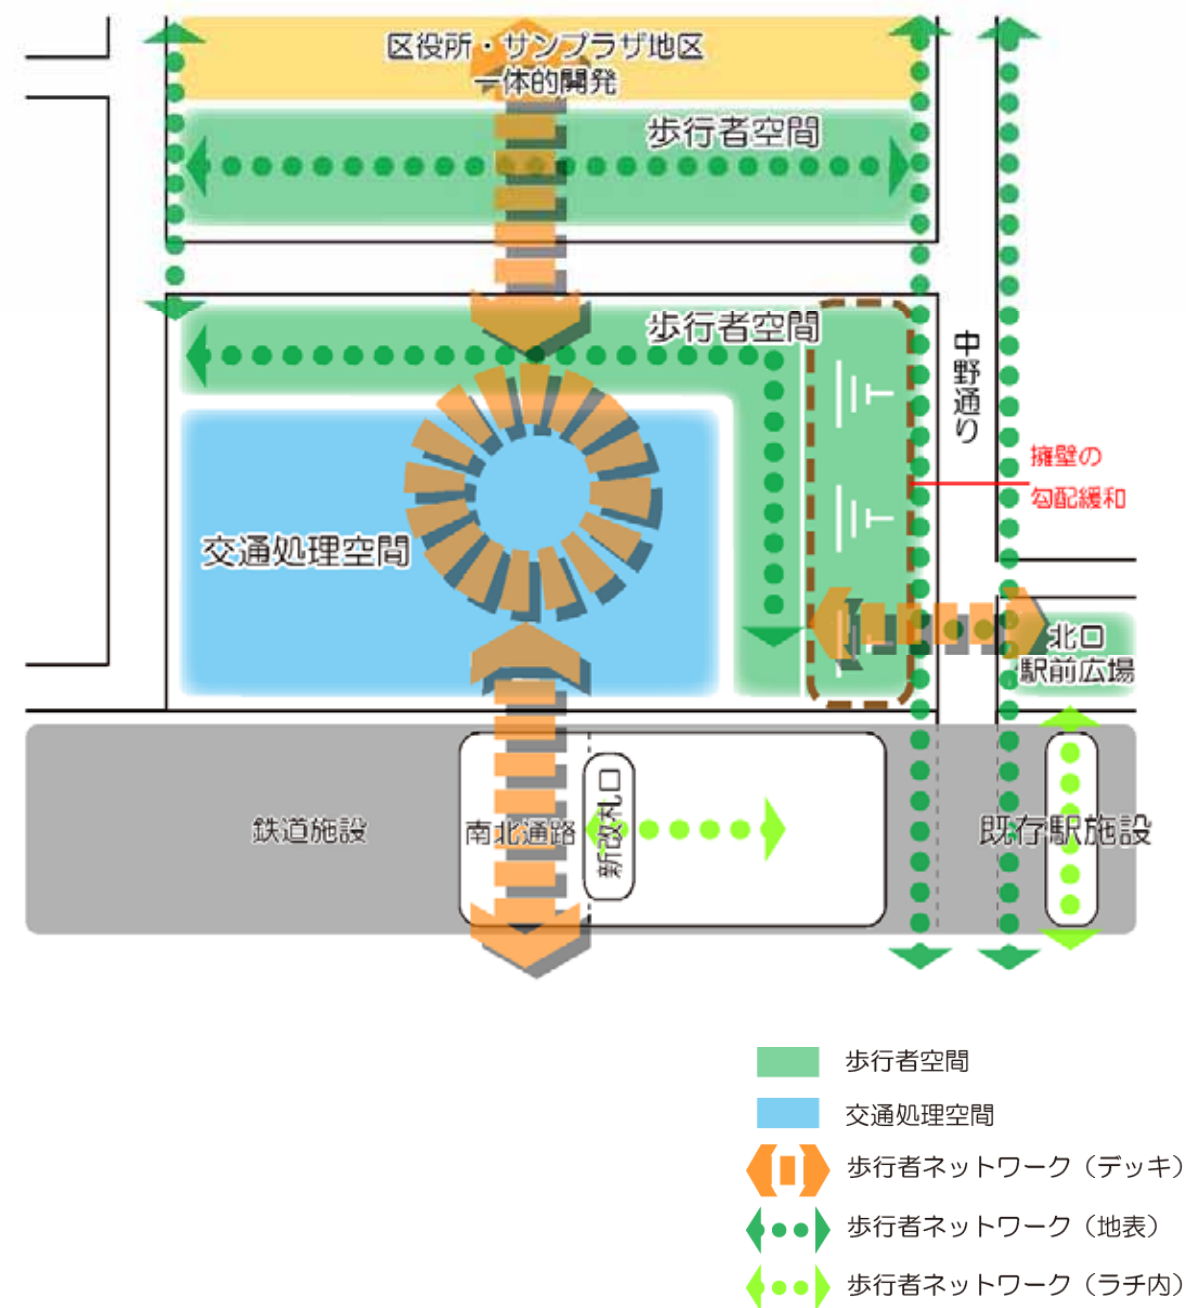 区役所・サンプラザ地区
一体的開発
歩行者空間
歩行者空間
中野通り
擁壁の
勾配緩和
交通処理空間
北口
駅前広場
鉄道施設
南北通路
新改札口
既存駅施設
歩行者空間
交通処理空間
歩行者ネットワーク（デッキ）
歩行者ネットワーク（地表）
歩行者ネットワーク（ラチ内）